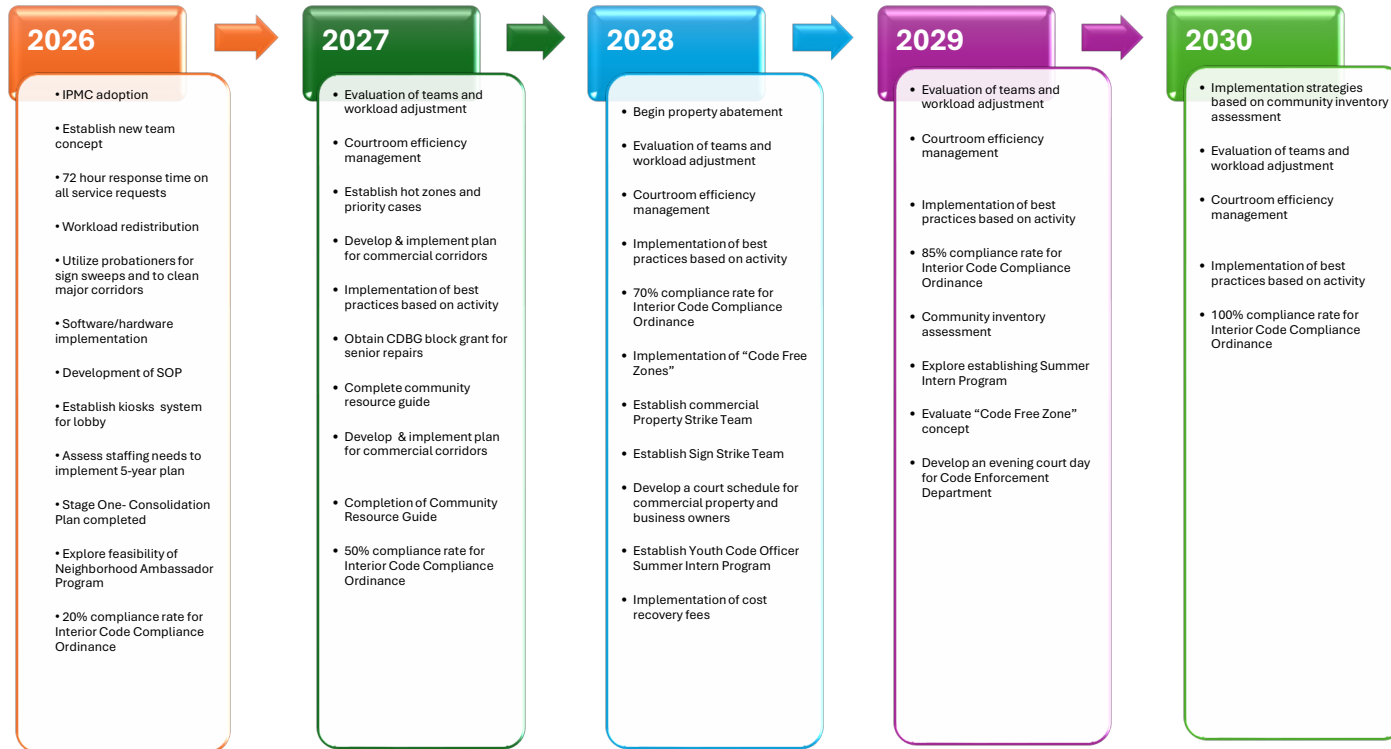 2026
• IPMC adoption
• Establish new team
concept
• 72 hour response time on
all service requests
• Workload redistribution
• Utilize probationers for
sign sweeps and to clean
major corridors
• Software/hardware
implementation
• Development of SOP
• Establish kiosks system
for lobby
• Assess staffing needs to
implement 5-year plan
• Stage One- Consolidation
Plan completed
• Explore feasibility of
Neighborhood Ambassador
Program
• 20% compliance rate for
Interior Code Compliance
Ordinance
2027
• Evaluation of teams and
workload adjustment
• Courtroom efficiency
management
• Establish hot zones and
priority cases
• Develop & implement plan
for commercial corridors
• Implementation of best
practices based on activity
• Obtain CDBG block grant for
senior repairs
• Complete community
resource guide
• Develop & implement plan
for commercial corridors
• Completion of Community
Resource Guide
• 50% compliance rate for
Interior Code Compliance
Ordinance
2028
• Begin property abatement
• Evaluation of teams and
workload adjustment
• Courtroom efficiency
management
• Implementation of best
practices based on activity
• 70% compliance rate for
Interior Code Compliance
Ordinance
• Implementation of “Code Free
Zones”
• Establish commercial
Property Strike Team
• Establish Sign Strike Team
• Develop a court schedule for
commercial property and
business owners
• Establish Youth Code Officer
Summer Intern Program
• Implementation of cost
recovery fees
2029
• Evaluation of teams and
workload adjustment
• Courtroom efficiency
management
• Implementation of best
practices based on activity
• 85% compliance rate for
Interior Code Compliance
Ordinance
• Community inventory
assessment
• Explore establishing Summer
Intern Program
• Evaluate “Code Free Zone”
concept
• Develop an evening court day
for Code Enforcement
Department
2030
• Implementation strategies
based on community inventory
assessment
• Evaluation of teams and
workload adjustment
• Courtroom efficiency
management
• Implementation of best
practices based on activity
• 100% compliance rate for
Interior Code Compliance
Ordinance